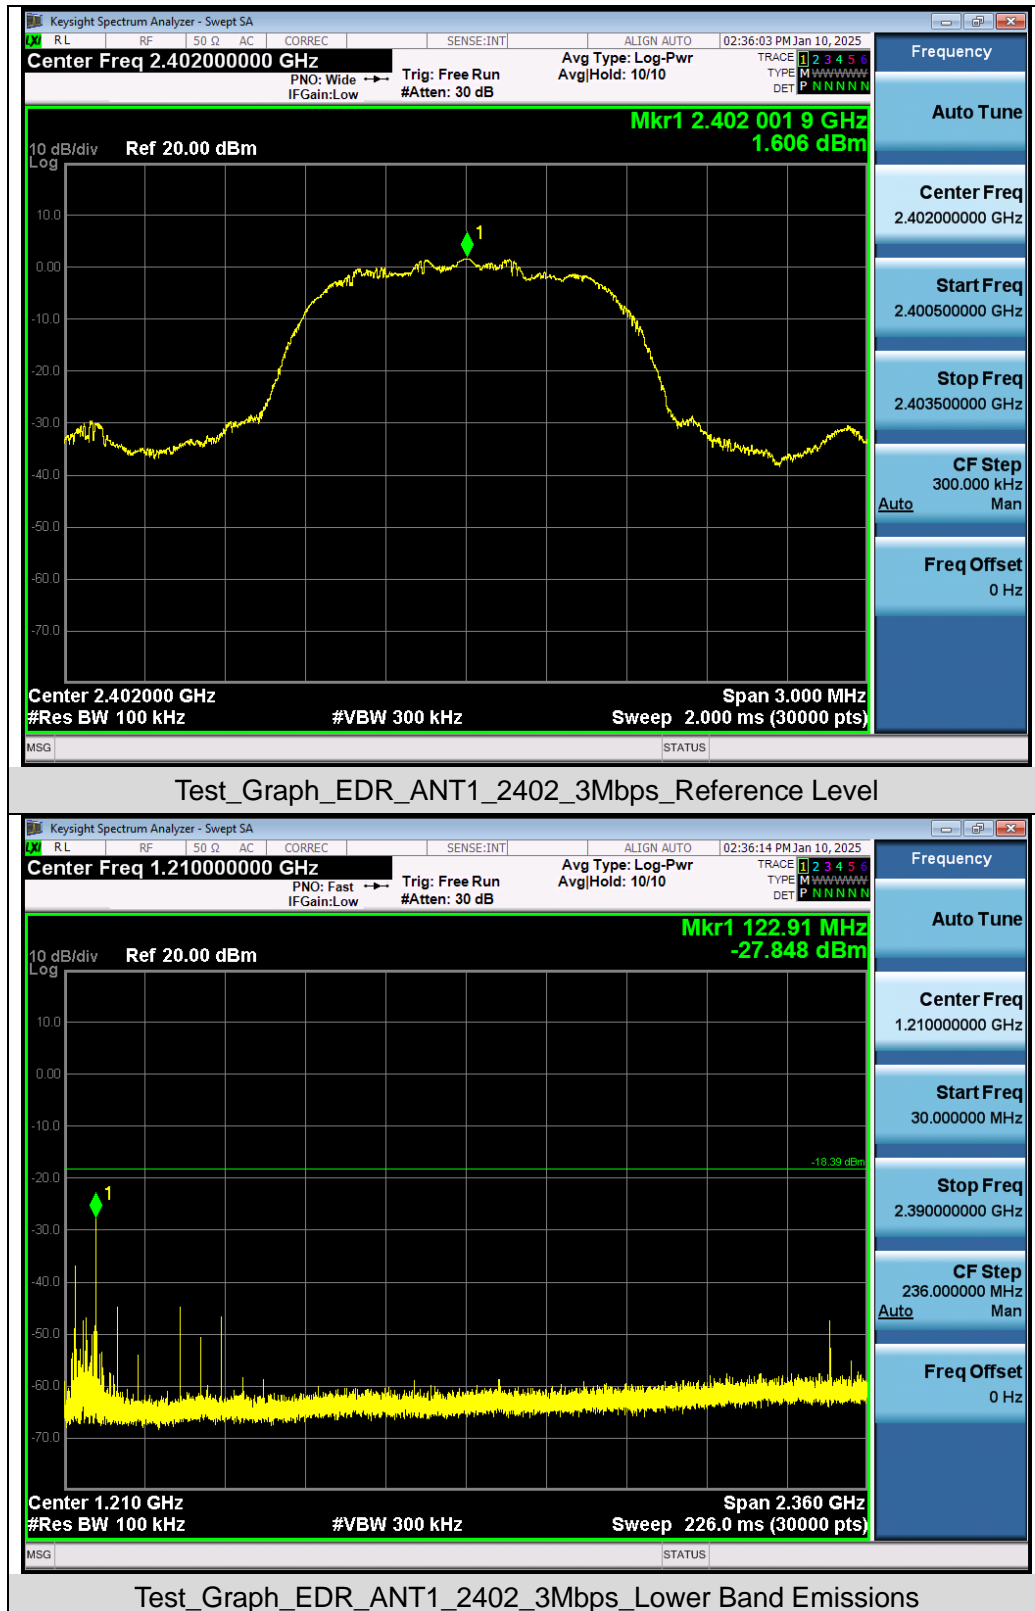 Keysight Spectrum Analyzer - Swept SA
LXI RL RF 50 Ω AC CORREC SENSE:INT ALIGN AUTO 02:36:03 PM Jan 10, 2025
Center Freq 2.402000000 GHz
PNO: Wide
IFGain:Low
Trig: Free Run
#Atten: 30 dB
Avg Type: Log-Pwr
Avg|Hold: 10/10
TRACE 1 2 3 4 5 6
TYPE M WWWWW
DET P N N N N N
Mkr1 2.402 001 9 GHz
1.606 dBm
10 dB/div Ref 20.00 dBm
Log
1
10.0
0.00
-10.0
-20.0
-30.0
-40.0
-50.0
-60.0
-70.0
Center 2.402000 GHz Span 3.000 MHz
#Res BW 100 kHz #VBW 300 kHz Sweep 2.000 ms (30000 pts)
MSG STATUS
Frequency
Auto Tune
Center Freq
2.402000000 GHz
Start Freq
2.400500000 GHz
Stop Freq
2.403500000 GHz
CF Step
300.000 kHz
Auto Man
Freq Offset
0 Hz
Test_Graph_EDR_ANT1_2402_3Mbps_Reference Level
Keysight Spectrum Analyzer - Swept SA
LXI RL RF 50 Ω AC CORREC SENSE:INT ALIGN AUTO 02:36:14 PM Jan 10, 2025
Center Freq 1.210000000 GHz
PNO: Fast
IFGain:Low
Trig: Free Run
#Atten: 30 dB
Avg Type: Log-Pwr
Avg|Hold: 10/10
TRACE 1 2 3 4 5 6
TYPE M WWWWW
DET P N N N N N
Mkr1 122.91 MHz
-27.848 dBm
10 dB/div Ref 20.00 dBm
Log
10.0
0.00
-10.0
-18.39 dBm
-20.0
1
-30.0
-40.0
-50.0
-60.0
-70.0
Center 1.210 GHz Span 2.360 GHz
#Res BW 100 kHz #VBW 300 kHz Sweep 226.0 ms (30000 pts)
MSG STATUS
Frequency
Auto Tune
Center Freq
1.210000000 GHz
Start Freq
30.000000 MHz
Stop Freq
2.390000000 GHz
CF Step
236.000000 MHz
Auto Man
Freq Offset
0 Hz
Test_Graph_EDR_ANT1_2402_3Mbps_Lower Band Emissions